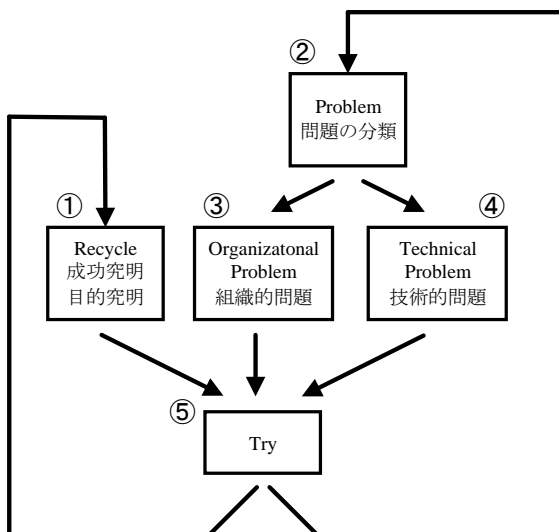 ②
Problem
問題の分類
①
Recycle
成功究明
目的究明
③
Organizatonal
Problem
組織的問題
④
Technical
Problem
技術的問題
⑤
Try